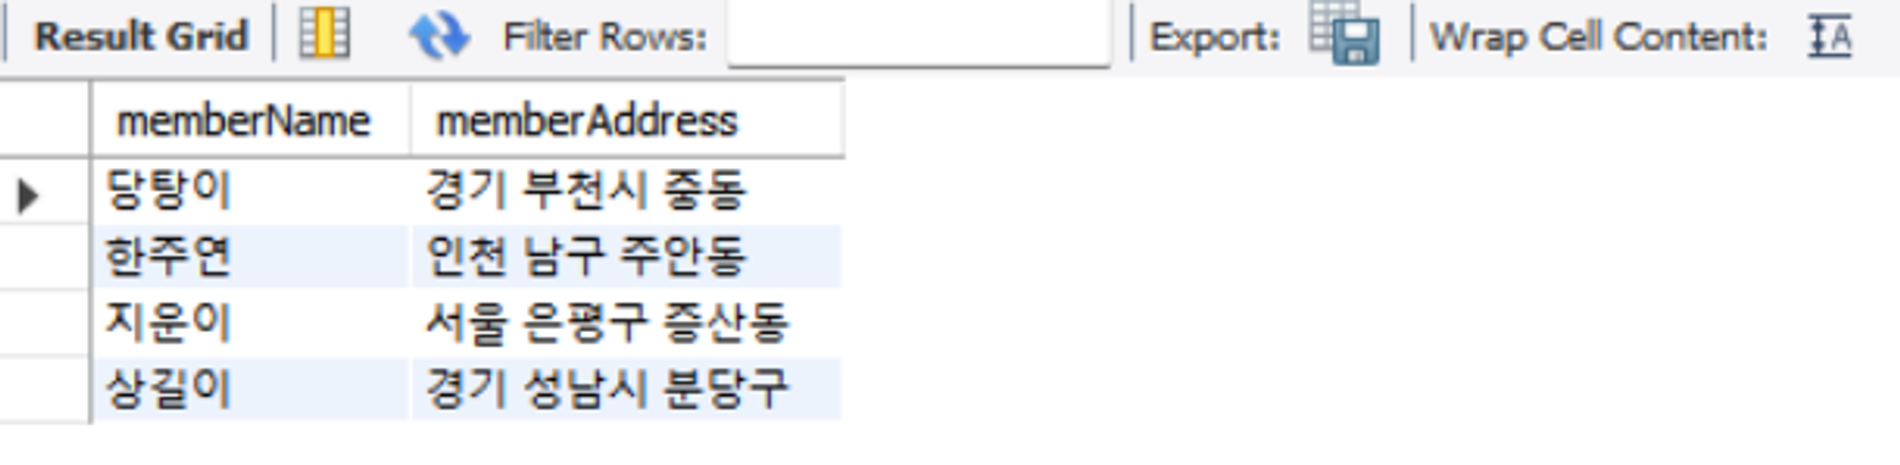 Result Grid Filter Rows: Export: Wrap Cell Content: IA
memberName memberAddress
당탕이 경기 부천시 중동
한주연 인천 남구 주안동
지운이 서울 은평구 증산동
상길이 경기 성남시 분당구